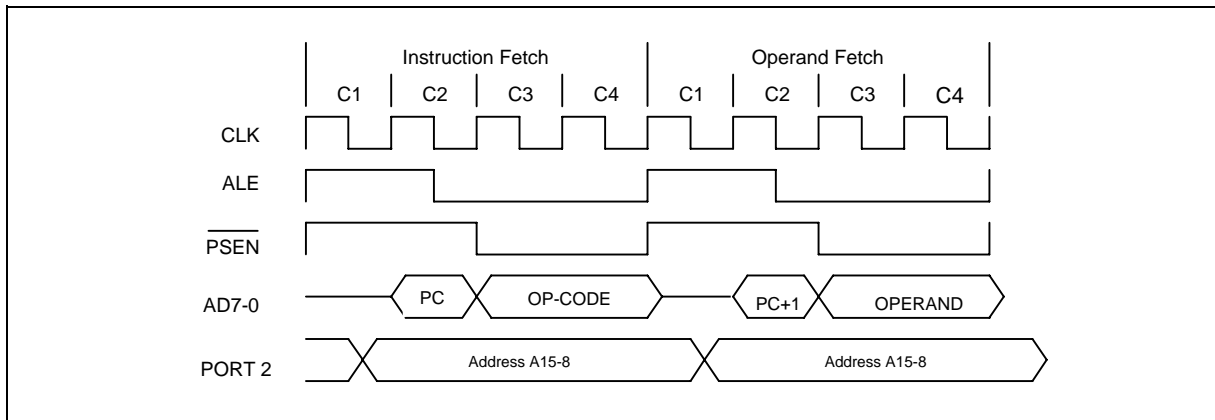 Instruction Fetch Operand Fetch
C1 C2 C3 C4 C1 C2 C3 C4
CLK
ALE
PSEN
AD7-0 PC OP-CODE PC+1 OPERAND
PORT 2 Address A15-8 Address A15-8